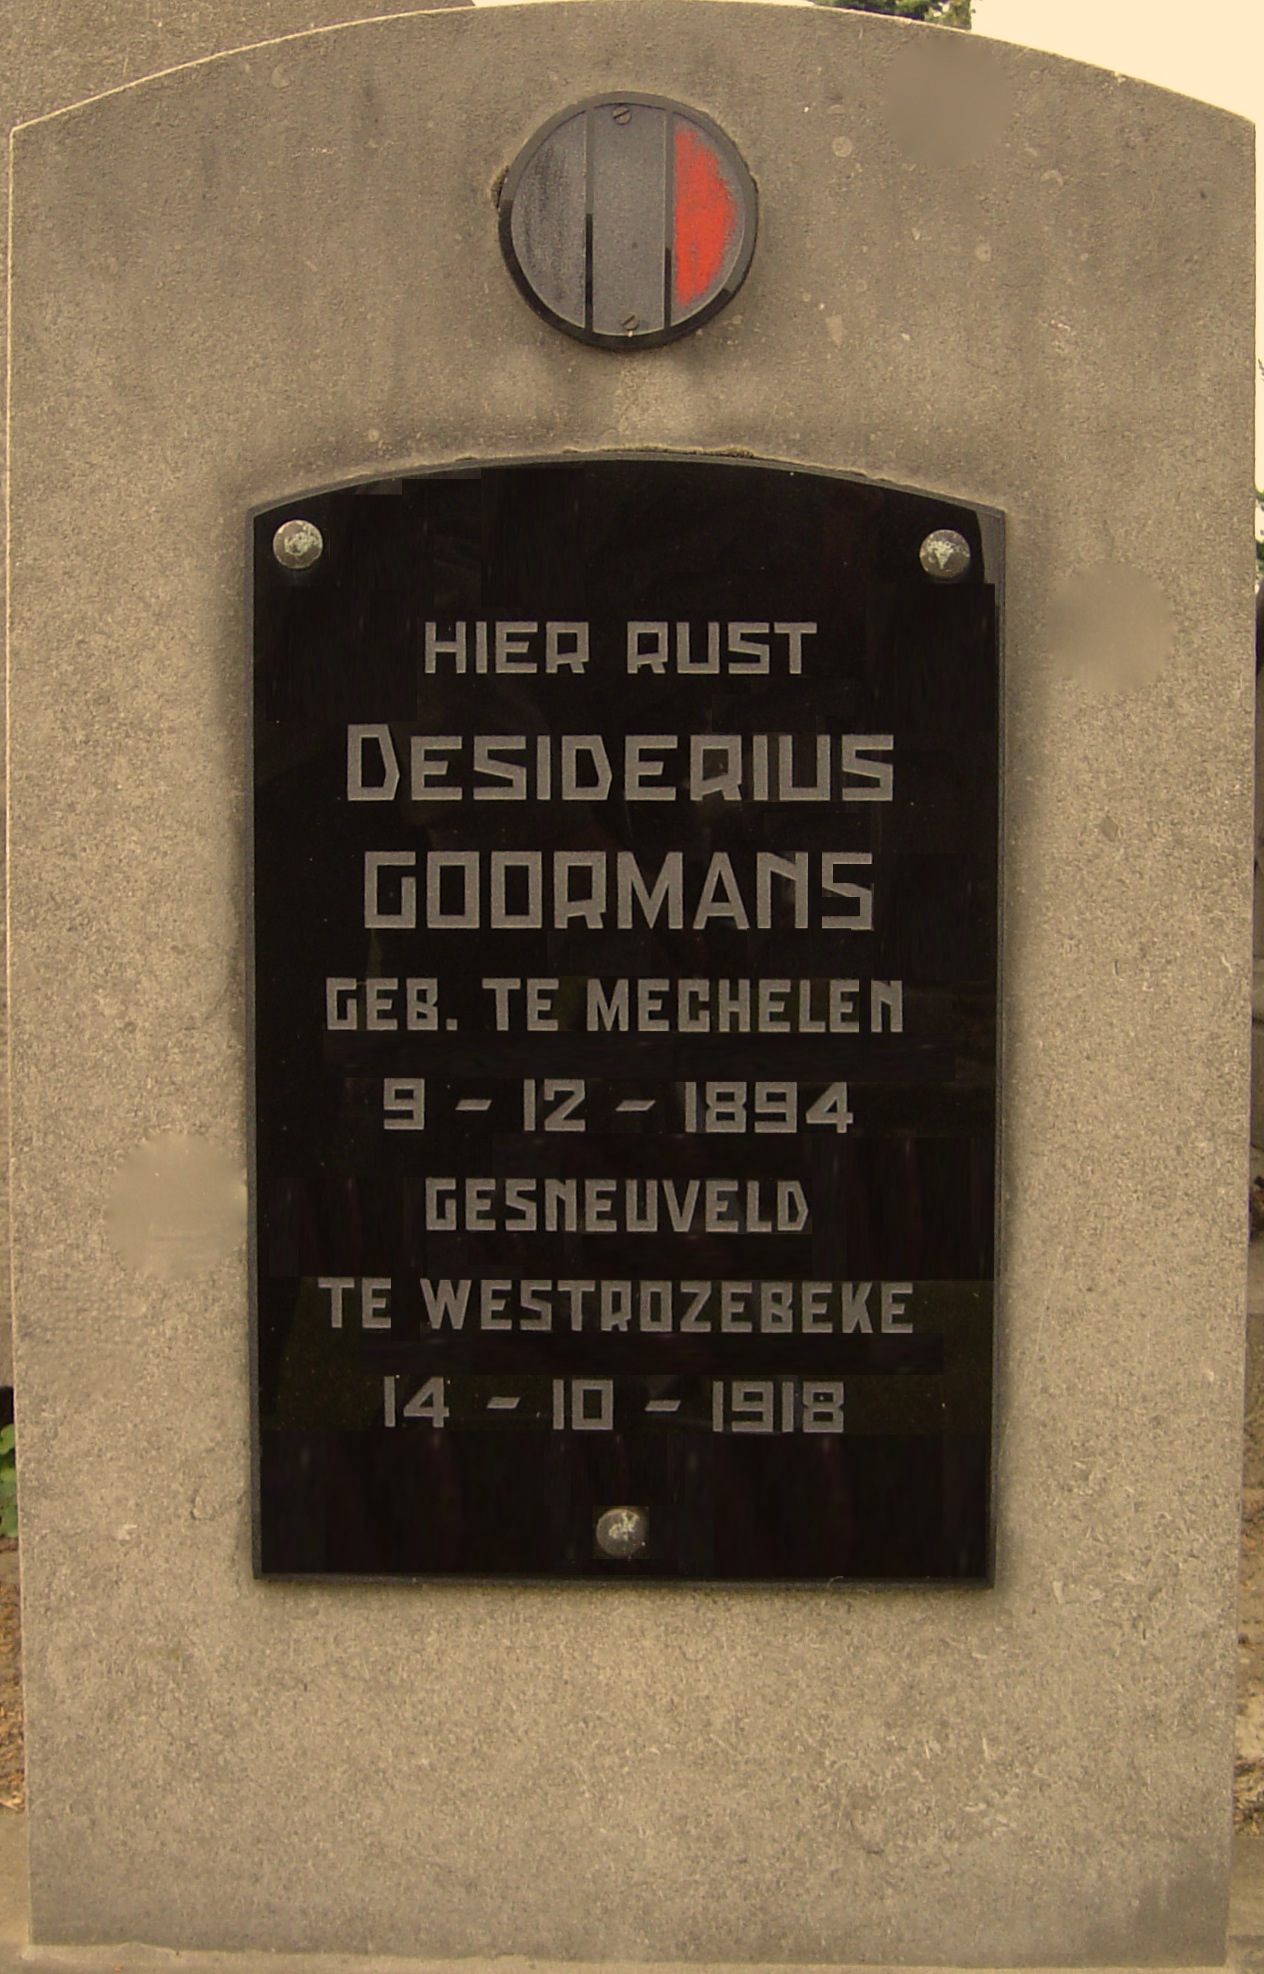 HIER RUST
DESIDERIUS
GOORMANS
GEB. TE MECHELEN
9 - 12 - 1894
GESNEUVELD
TE WESTROZEBEKE
14 - 10 - 1918